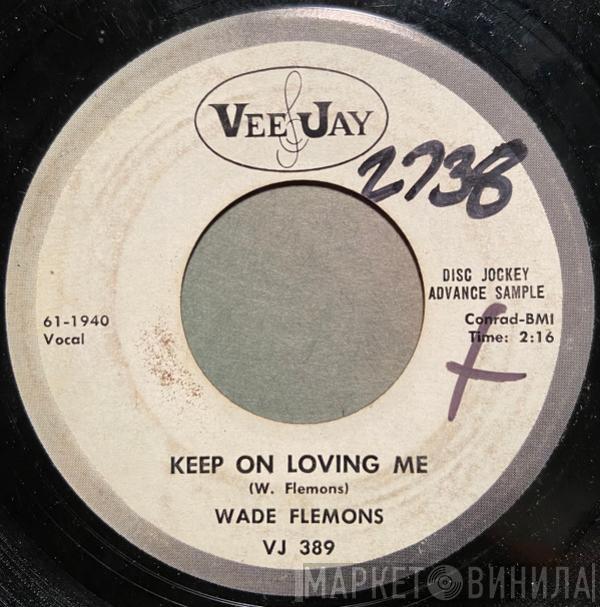 VEE JAY
2738
DISC JOCKEY
ADVANCE SAMPLE
61-1940
Vocal
Conrad-BMI
Time: 2:16
KEEP ON LOVING ME
(W. Flemons)
WADE FLEMONS
VJ 389
МАРКЕТ ВИНИЛА